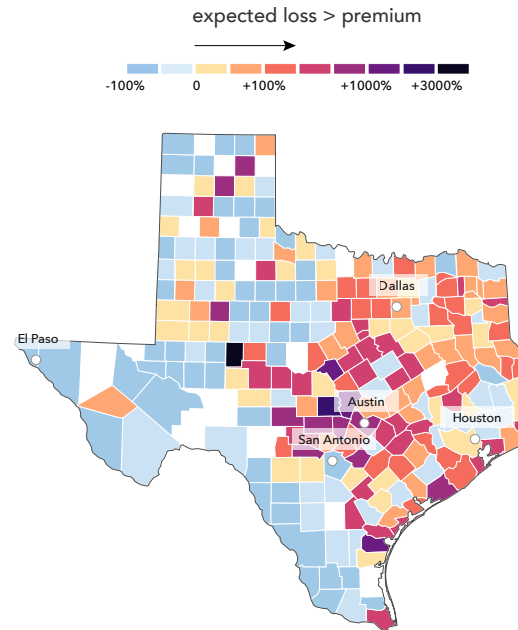 expected loss > premium
-100% 0 +100% +1000% +3000%
Dallas
El Paso
Austin
Houston
San Antonio